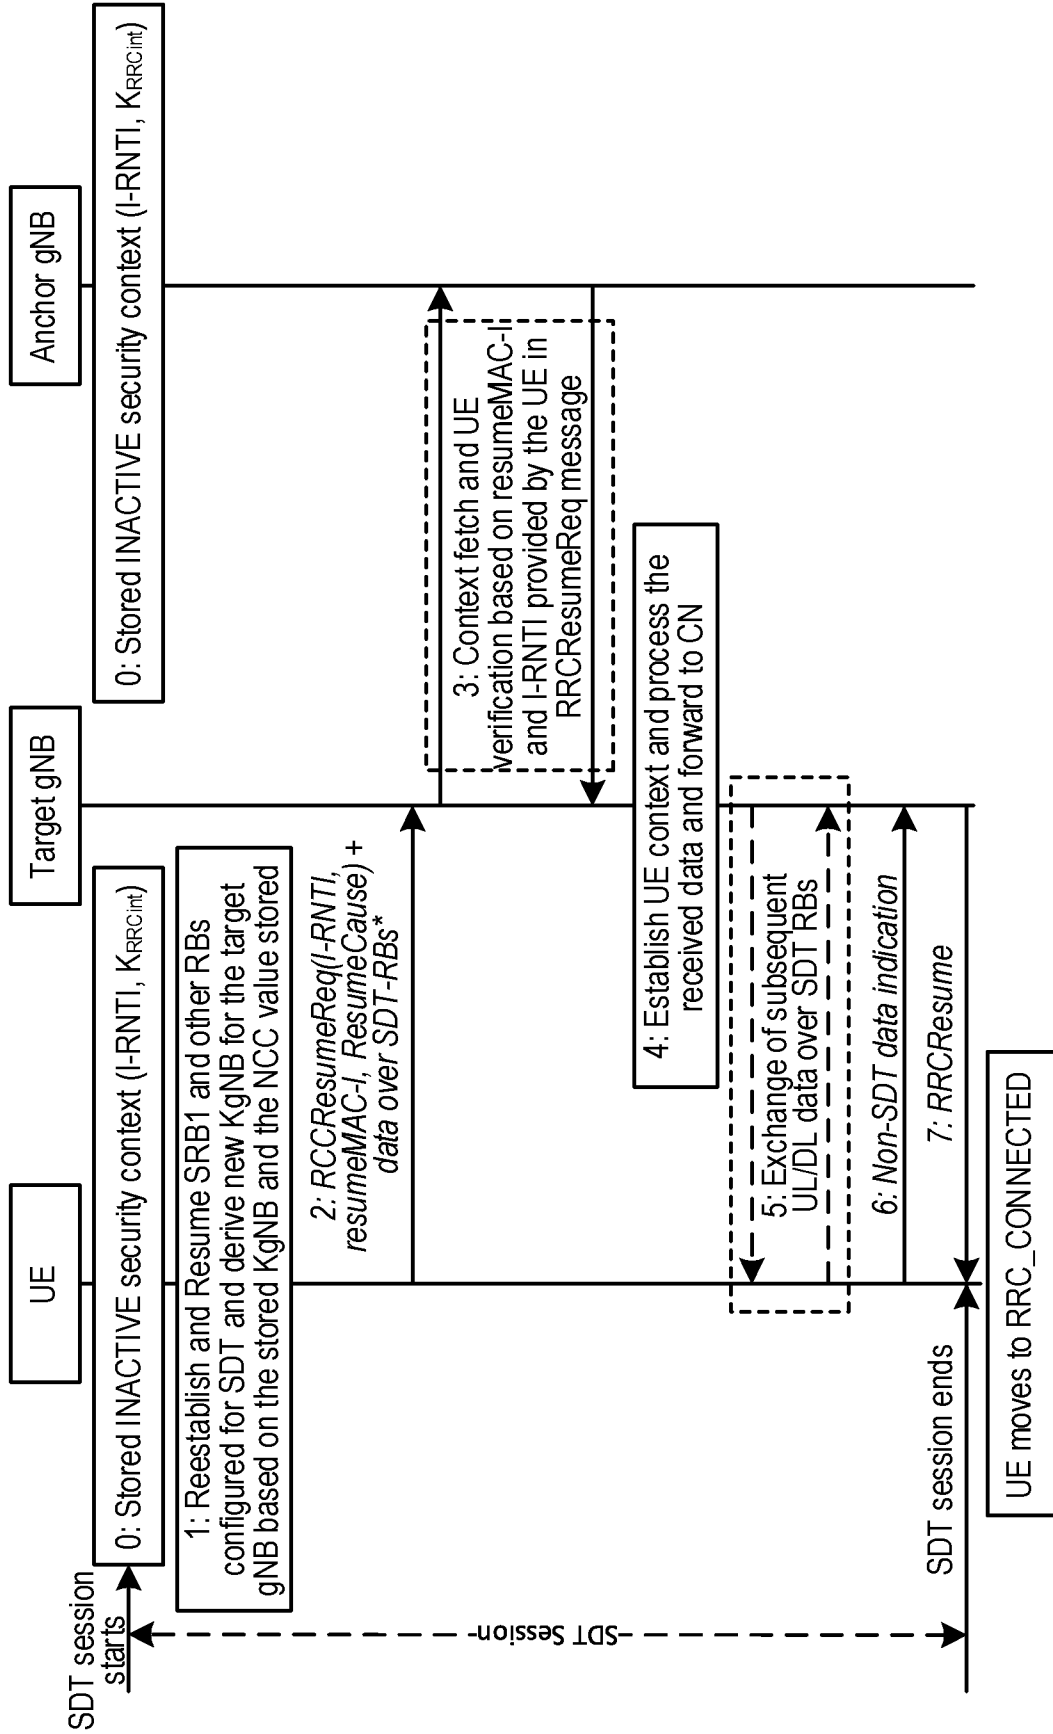 UE
Target gNB
Anchor gNB
SDT session
starts
0: Stored INACTIVE security context (I-RNTI, KRRCint)
0: Stored INACTIVE security context (I-RNTI, KRRCint)
1: Reestablish and Resume SRB1 and other RBs
configured for SDT and derive new KgNB for the target
gNB based on the stored KgNB and the NCC value stored
2: RCCResumeReq(I-RNTI,
resumeMAC-I, ResumeCause) +
data over SDT-RBs*
3: Context fetch and UE
verification based on resumeMAC-I
and I-RNTI provided by the UE in
RRCResumeReq message
4: Establish UE context and process the
received data and forward to CN
SDT Session
5: Exchange of subsequent
UL/DL data over SDT RBs
6: Non-SDT data indication
7: RRCResume
SDT session ends
UE moves to RRC_CONNECTED